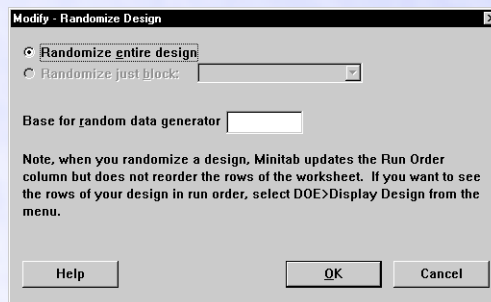 Modify - Randomize Design
Randomize entire design
Randomize just block:
Base for random data generator
Note, when you randomize a design, Minitab updates the Run Order
column but does not reorder the rows of the worksheet. If you want to see
the rows of your design in run order, select DOE>Display Design from the
menu.
Help
OK
Cancel